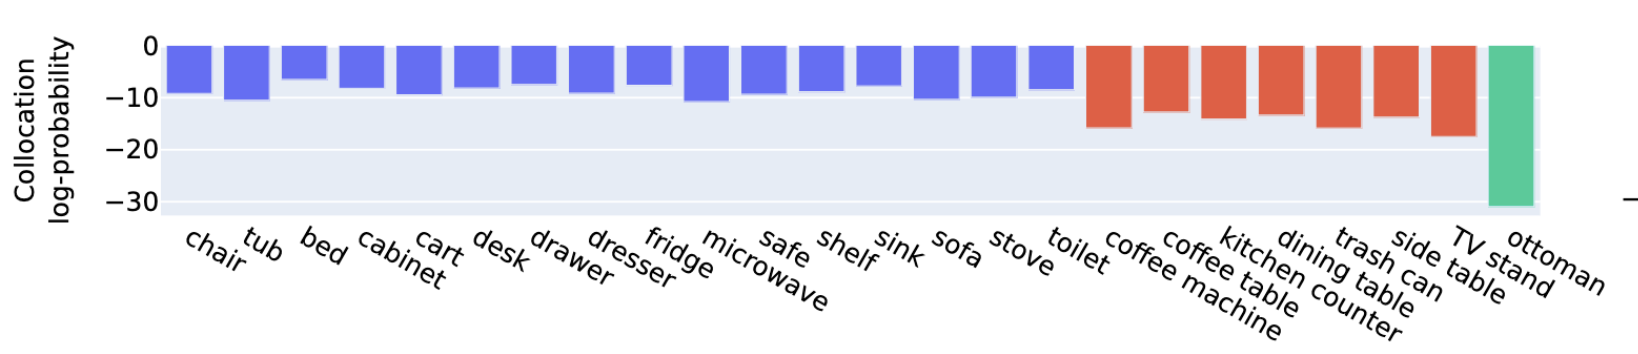 Collocation
log-probability
0
−10
−20
−30
chair
tub
bed
cabinet
cart
desk
drawer
dresser
fridge
microwave
safe
shelf
sink
sofa
stove
toilet
coffee machine
coffee table
kitchen counter
dining table
trash can
side table
TV stand
ottoman